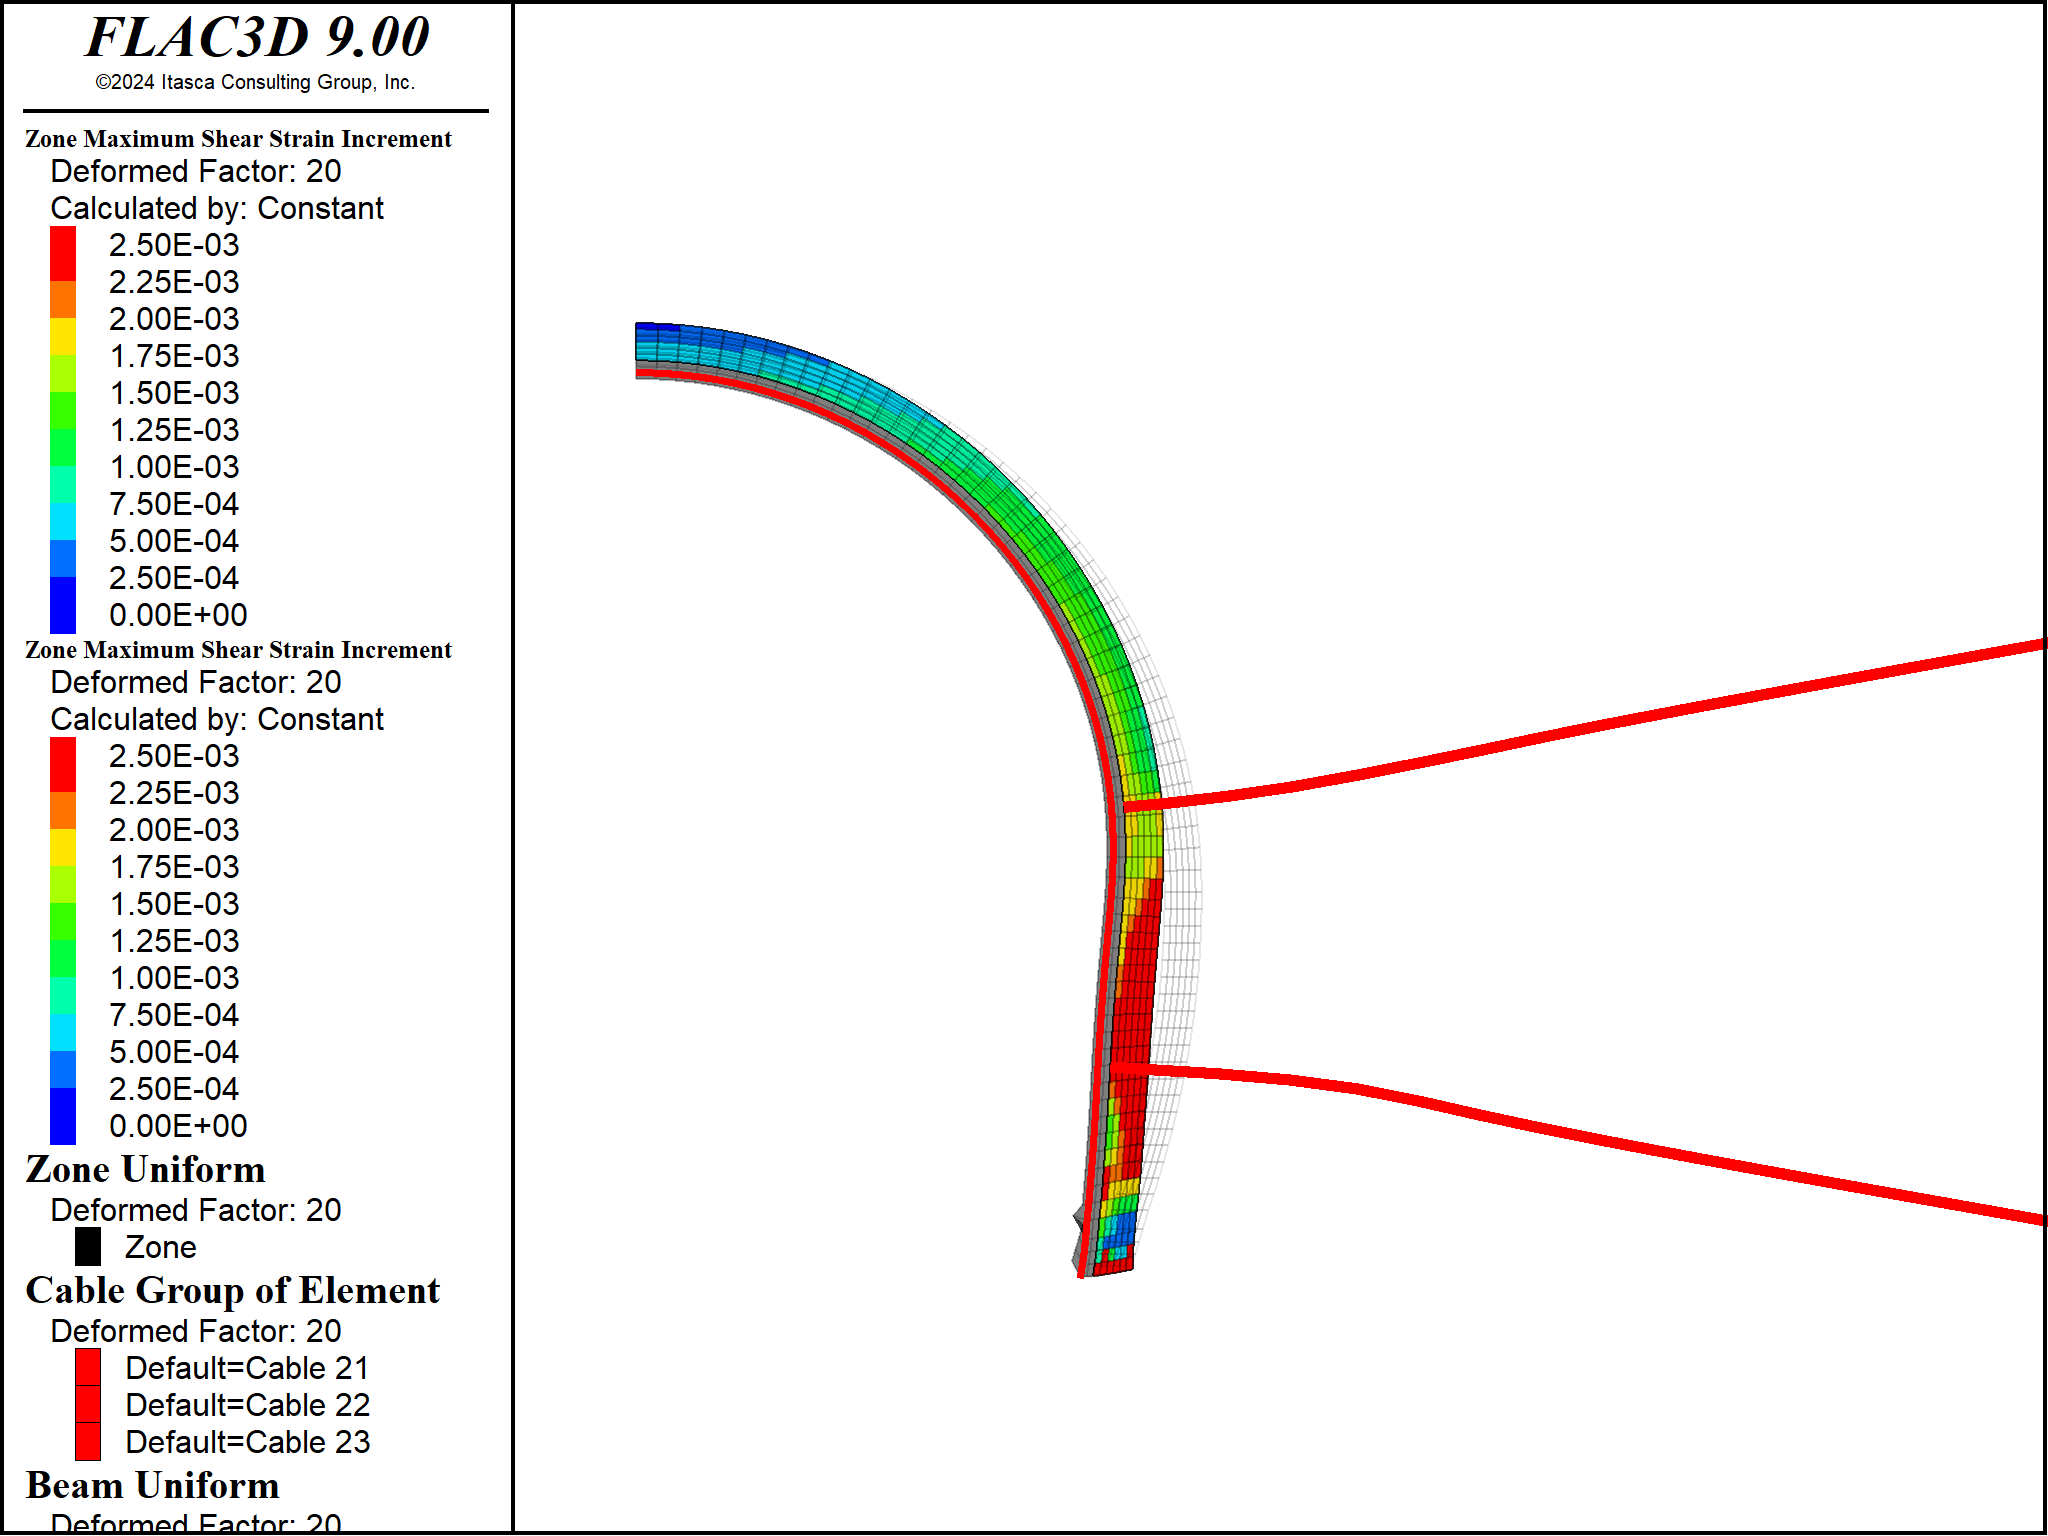 FLAC3D 9.00
©2024 Itasca Consulting Group, Inc.
Zone Maximum Shear Strain Increment
Deformed Factor: 20
Calculated by: Constant
2.50E-03
2.25E-03
2.00E-03
1.75E-03
1.50E-03
1.25E-03
1.00E-03
7.50E-04
5.00E-04
2.50E-04
0.00E+00
Zone Maximum Shear Strain Increment
Deformed Factor: 20
Calculated by: Constant
2.50E-03
2.25E-03
2.00E-03
1.75E-03
1.50E-03
1.25E-03
1.00E-03
7.50E-04
5.00E-04
2.50E-04
0.00E+00
Zone Uniform
Deformed Factor: 20
Zone
Cable Group of Element
Deformed Factor: 20
Default=Cable 21
Default=Cable 22
Default=Cable 23
Beam Uniform
Deformed Factor: 20